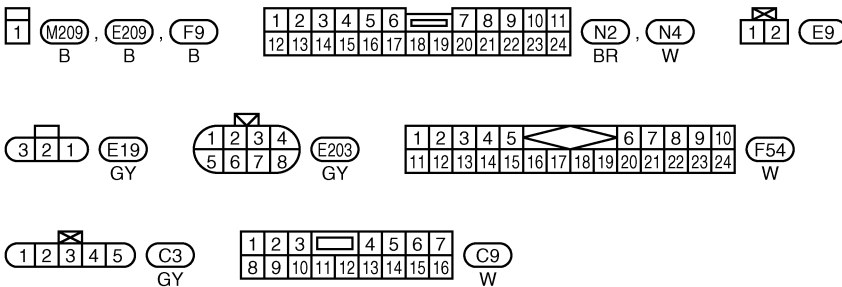 1 M209 , E209 , F9
B B B
1 2 3 4 5 6 7 8 9 10 11
12 13 14 15 16 17 18 19 20 21 22 23 24
N2 , N4
BR W
1 2 E9
3 2 1 E19
GY
1 2 3 4
5 6 7 8
E203
GY
1 2 3 4 5 6 7 8 9 10
11 12 13 14 15 16 17 18 19 20 21 22 23 24
F54
W
1 2 3 4 5 C3
GY
1 2 3 4 5 6 7
8 9 10 11 12 13 14 15 16
C9
W